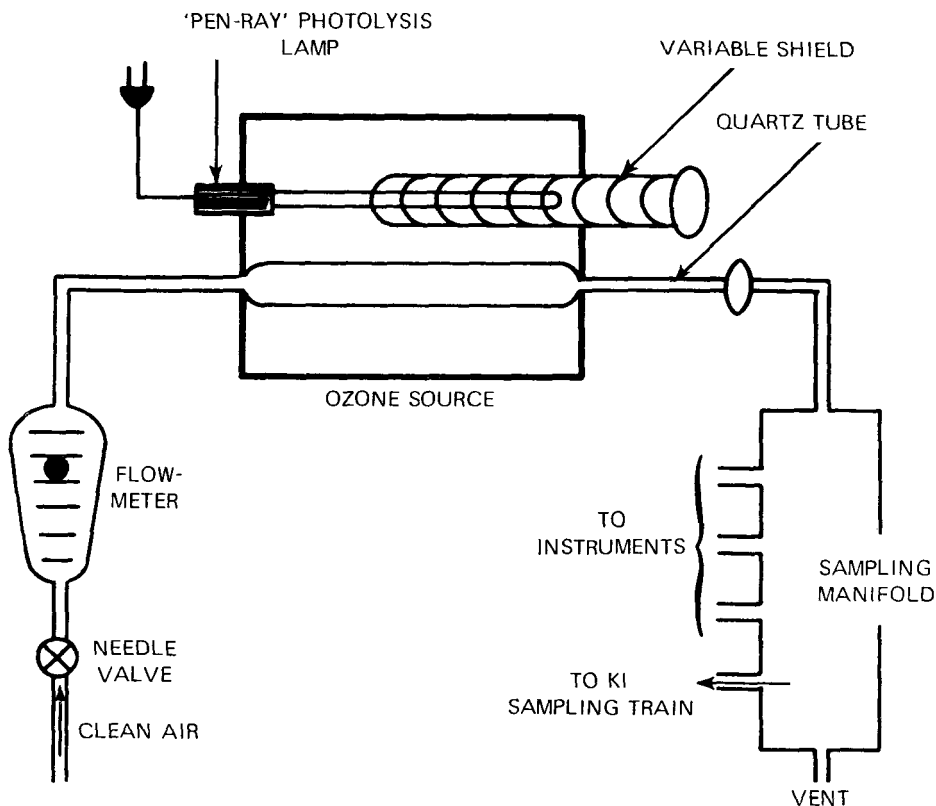 'PEN-RAY' PHOTOLYSIS
LAMP
VARIABLE SHIELD
QUARTZ TUBE
OZONE SOURCE
FLOW-
METER
TO
INSTRUMENTS
SAMPLING
MANIFOLD
NEEDLE
VALVE
TO KI
SAMPLING TRAIN
CLEAN AIR
VENT